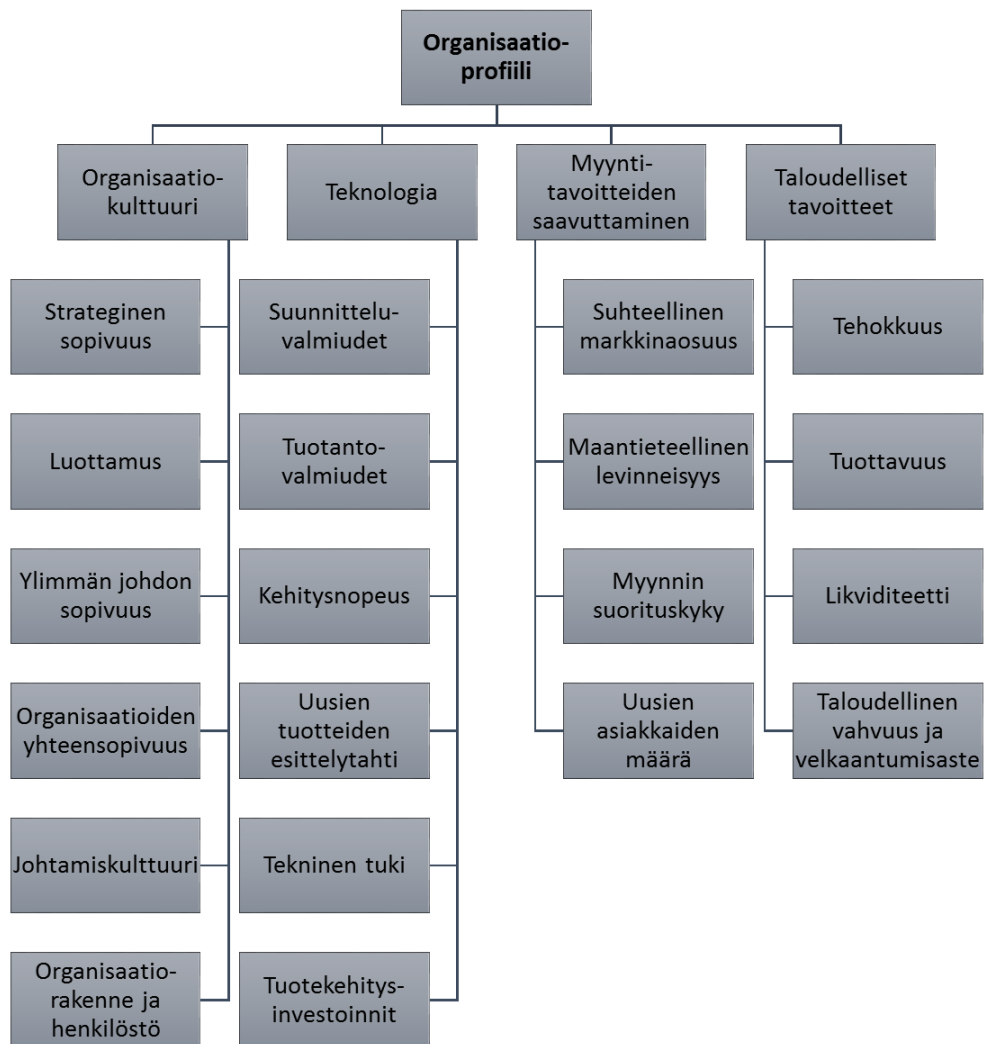 Organisaatio-
profiili
Organisaatio-
kulttuuri
Strateginen
sopivuus
Luottamus
Ylimmän johdon
sopivuus
Organisaatioiden
yhteensopivuus
Johtamiskulttuuri
Organisaatio-
rakenne ja
henkilöstö
Teknologia
Suunnittelu-
valmiudet
Tuotanto-
valmiudet
Kehitysnopeus
Uusien
tuotteiden
esittelytahti
Tekninen tuki
Tuotekehitys-
investoinnit
Myynti-
tavoitteiden
saavuttaminen
Suhteellinen
markkinaosuus
Maantieteellinen
levinneisyys
Myynnin
suorituskyky
Uusien
asiakkaiden
määrä
Taloudelliset
tavoitteet
Tehokkuus
Tuottavuus
Likviditeetti
Taloudellinen
vahvuus ja
velkaantumisaste